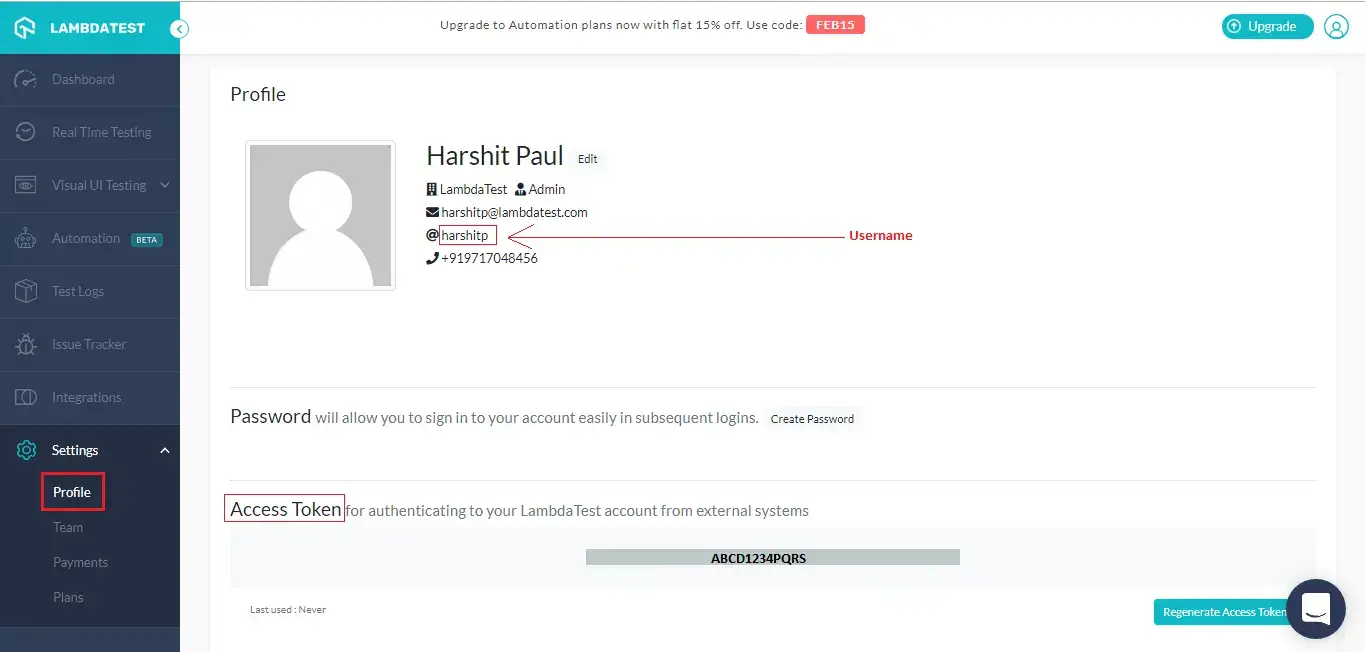 LAMBDATEST
Upgrade to Automation plans now with flat 15% off. Use code: FEB15
Upgrade
Dashboard
Real Time Testing
Visual UI Testing
Automation BETA
Test Logs
Issue Tracker
Integrations
Settings
Profile
Team
Payments
Plans
Profile
Harshit Paul Edit
LambdaTest Admin
harshitp@lambdatest.com
@harshitp
Username
+919717048456
Password will allow you to sign in to your account easily in subsequent logins. Create Password
Access Token for authenticating to your LambdaTest account from external systems
ABCD1234PQRS
Last used : Never
Regenerate Access Token